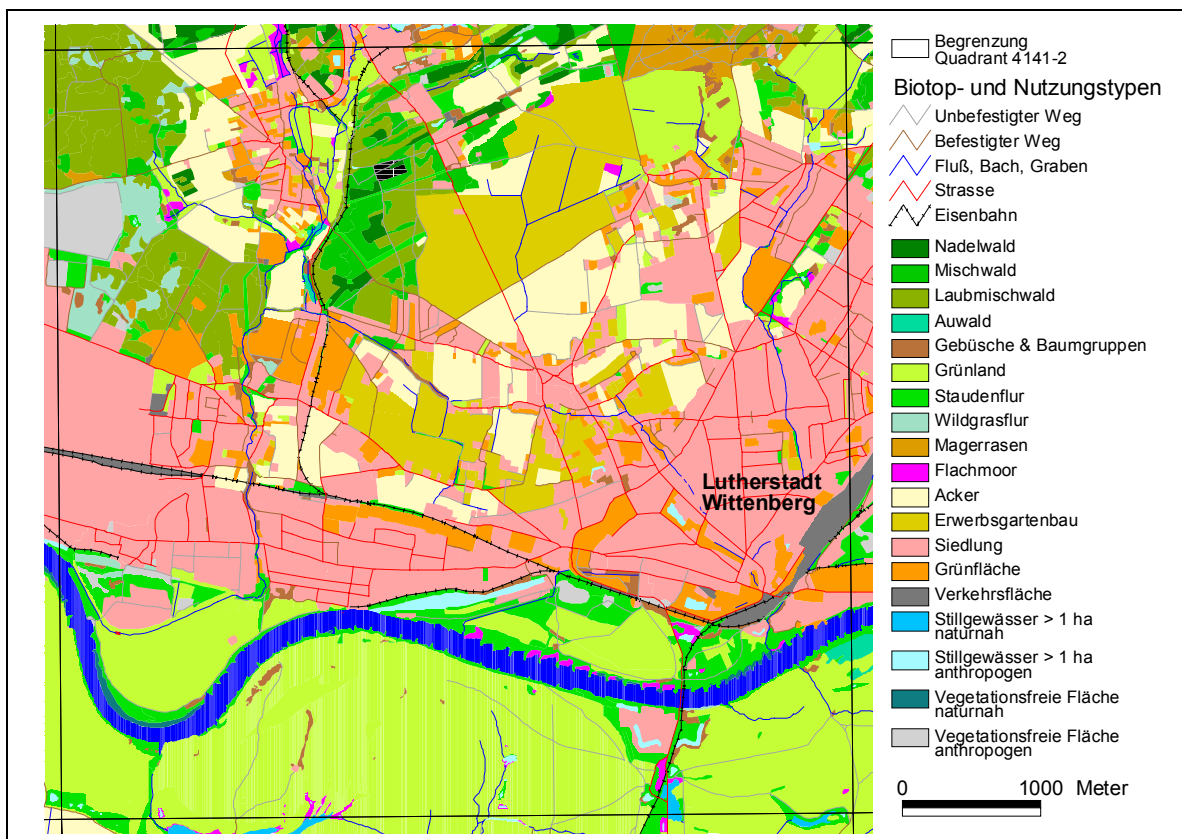 Begrenzung
Quadrant 4141-2
Biotop- und Nutzungstypen
Unbefestigter Weg
Befestigter Weg
Fluß, Bach, Graben
Strasse
Eisenbahn
Nadelwald
Mischwald
Laubmischwald
Auwald
Gebüsche & Baumgruppen
Grünland
Staudenflur
Wildgrasflur
Magerrasen
Flachmoor
Acker
Erwerbsgartenbau
Siedlung
Grünfläche
Verkehrsfläche
Stillgewässer > 1 ha
naturnah
Stillgewässer > 1 ha
anthropogen
Vegetationsfreie Fläche
naturnah
Vegetationsfreie Fläche
anthropogen
0 1000 Meter
Lutherstadt
Wittenberg